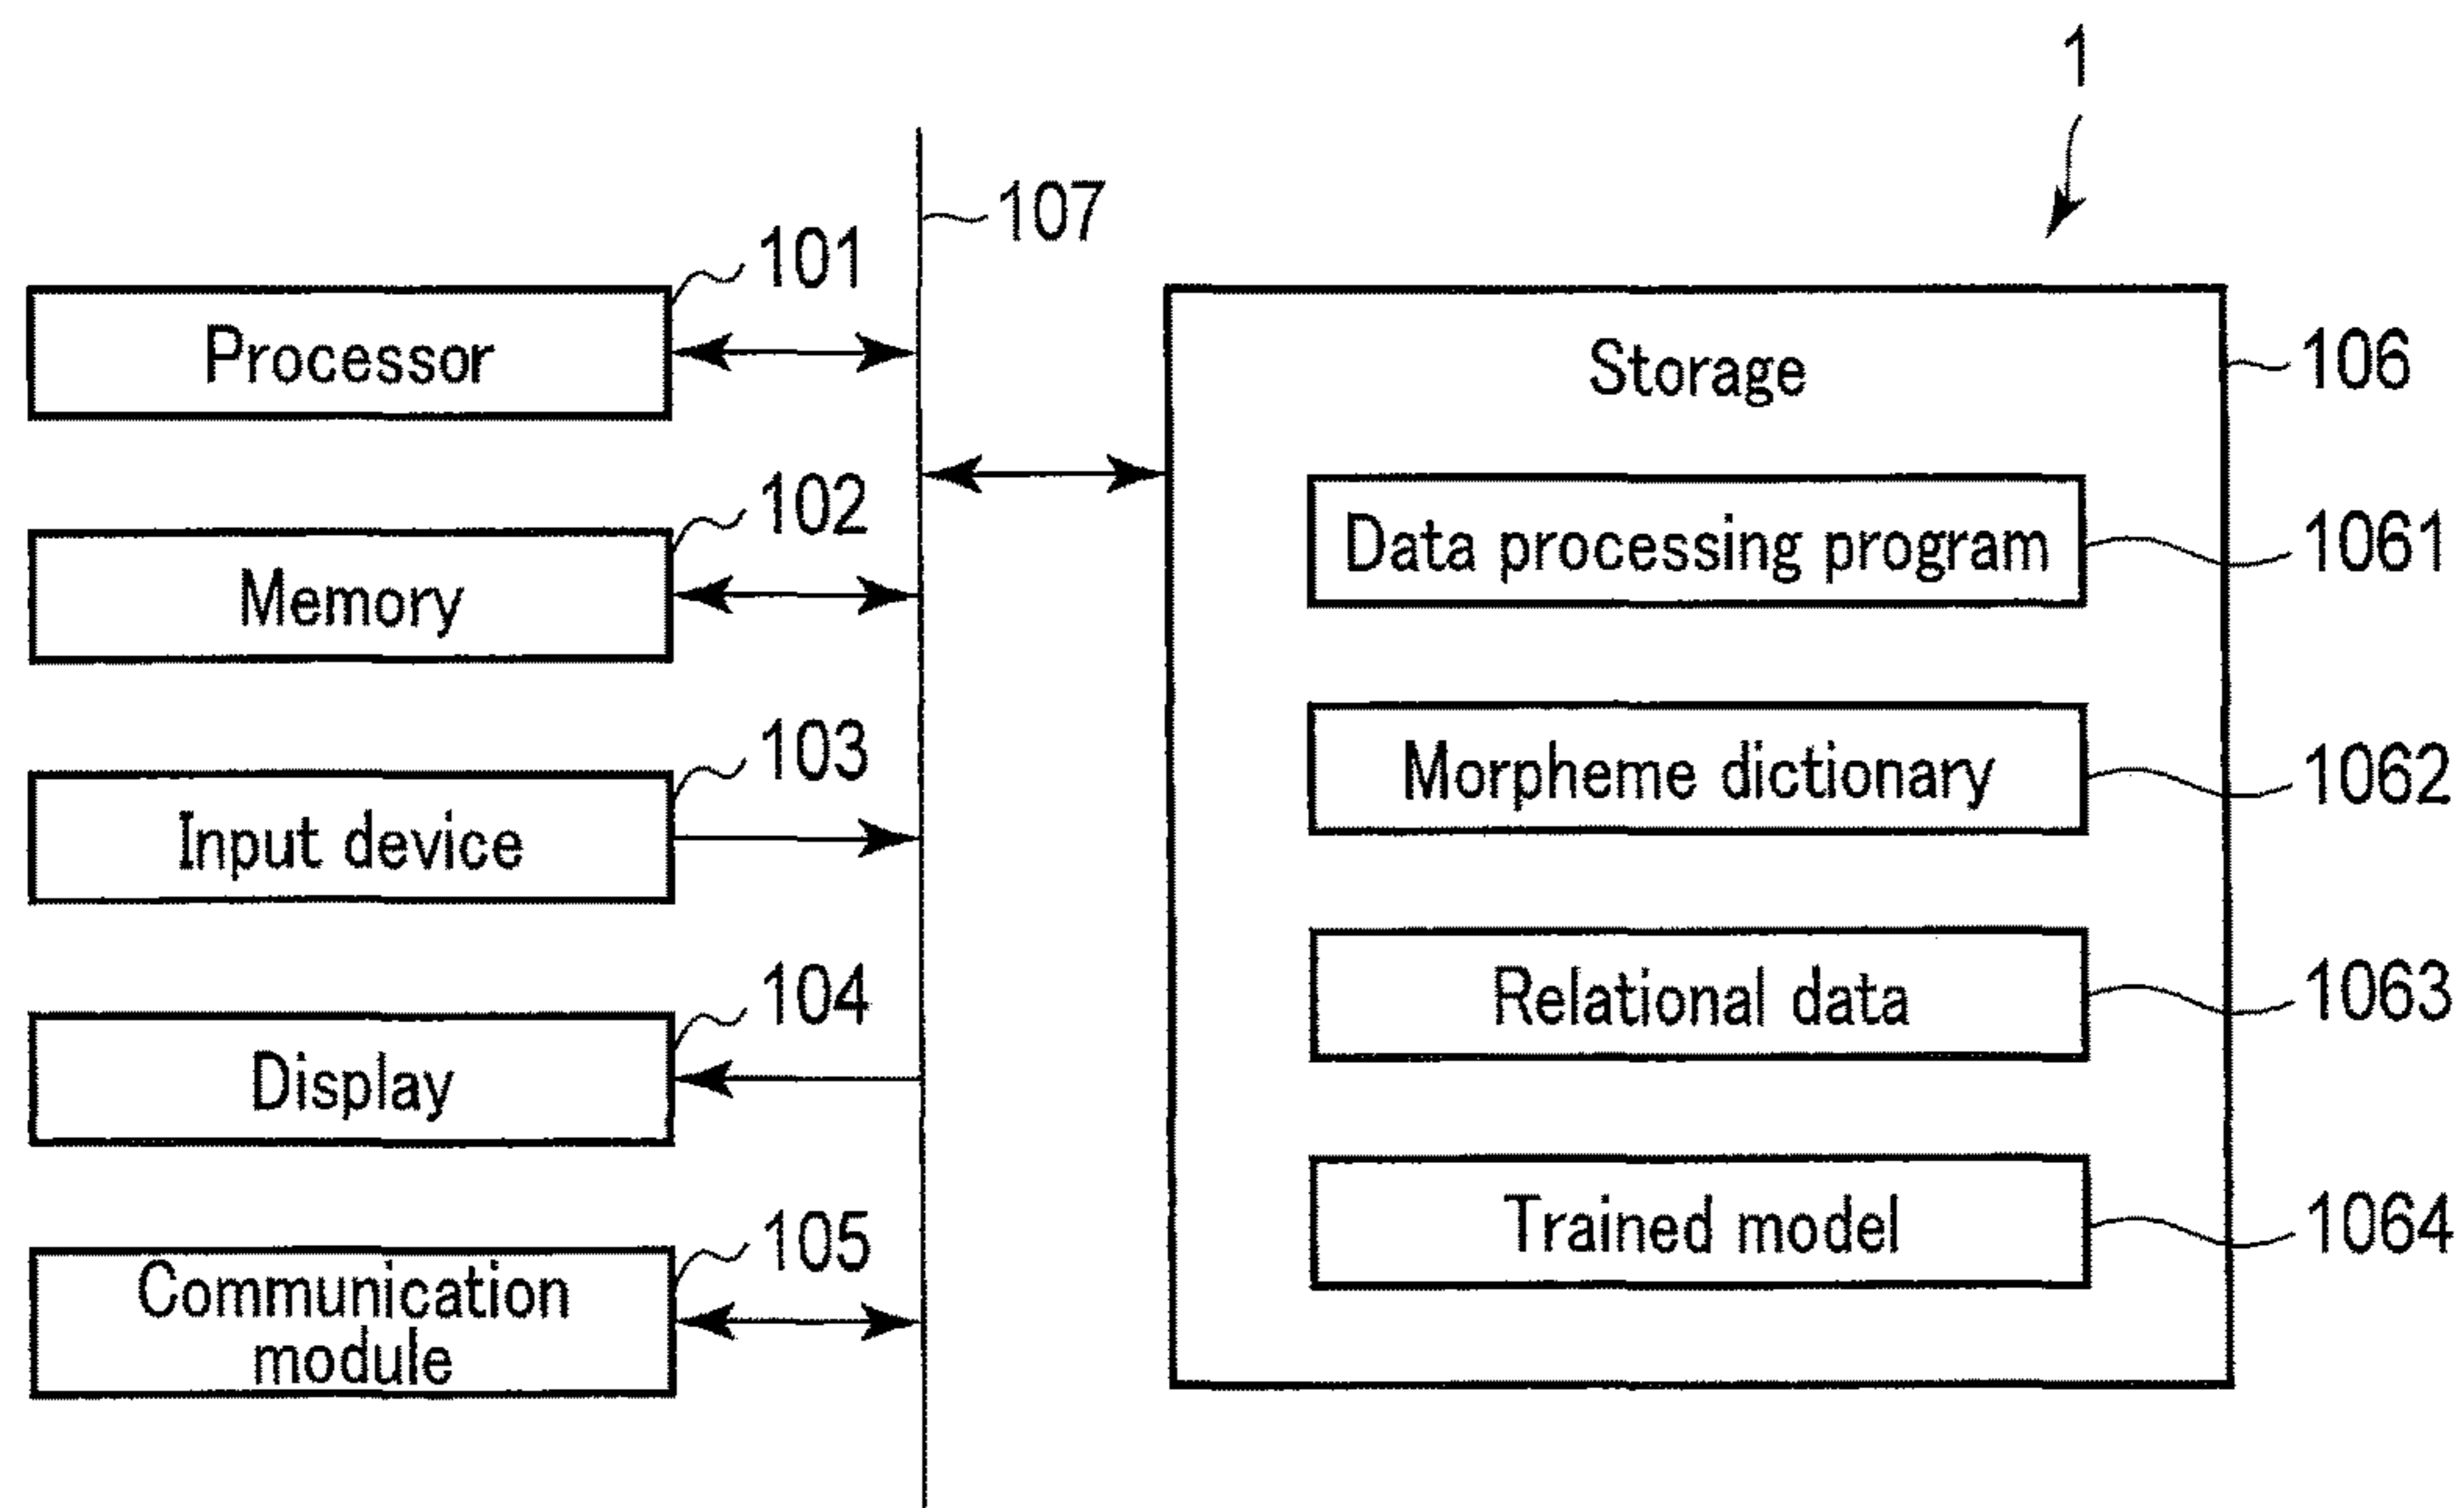 1
107
101
Processor
102
Memory
103
Input device
104
Display
105
Communication
module
Storage
106
Data processing program
1061
Morpheme dictionary
1062
Relational data
1063
Trained model
1064